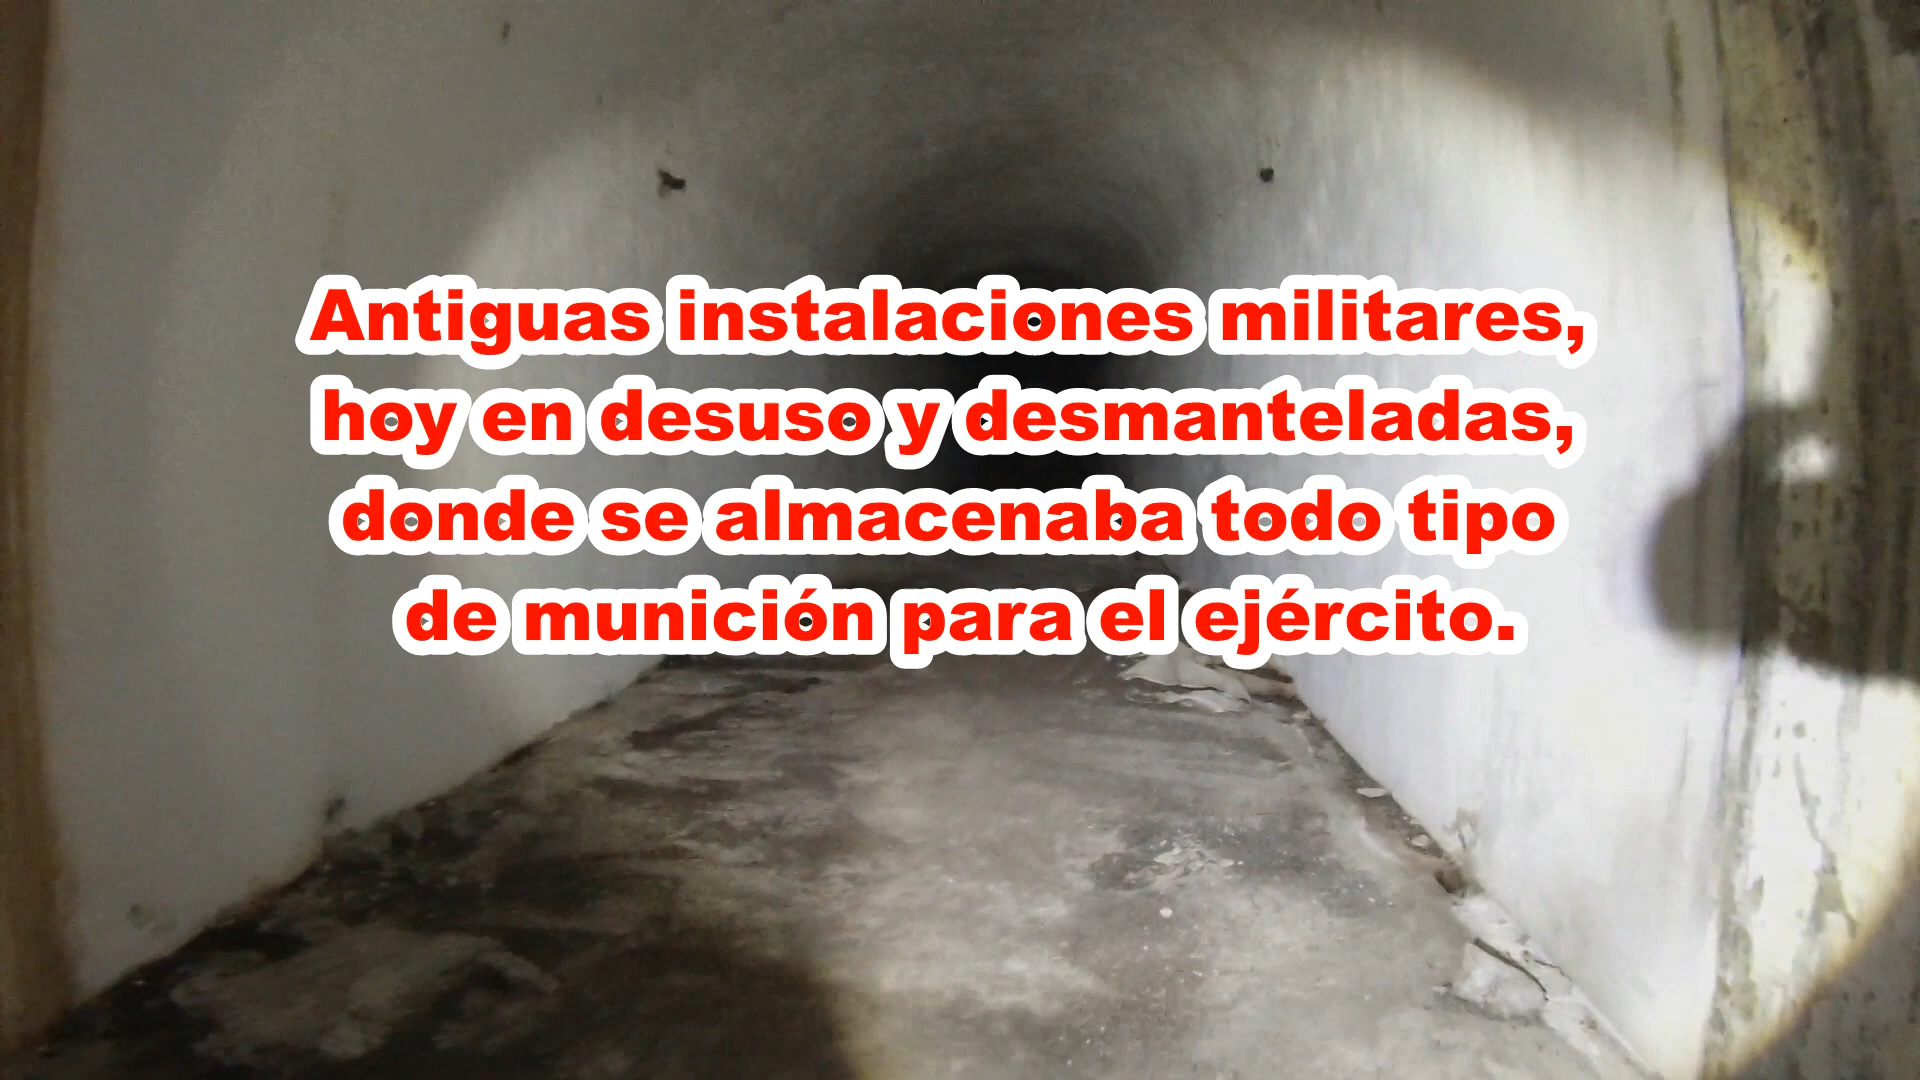 Antiguas instalaciones militares,
hoy en desuso y desmanteladas,
donde se almacenaba todo tipo
de munición para el ejército.